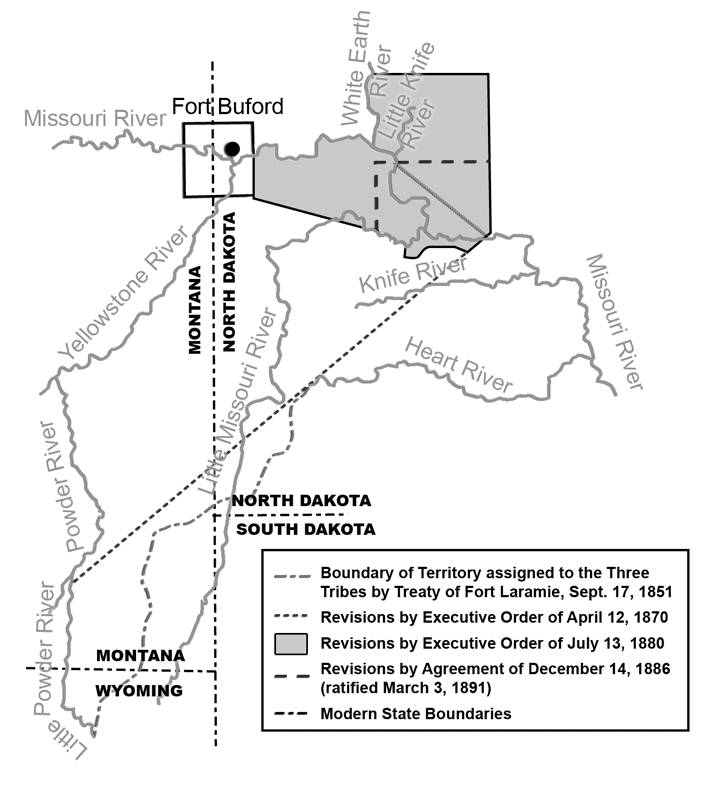 White Earth
River
Little Knife
River
Fort Buford
Missouri River
Yellowstone River
MONTANA
NORTH DAKOTA
Knife River
Missouri River
Little Missouri River
Heart River
Powder River
NORTH DAKOTA
SOUTH DAKOTA
Little
Powder River
MONTANA
WYOMING
Boundary of Territory assigned to the Three
Tribes by Treaty of Fort Laramie, Sept. 17, 1851
Revisions by Executive Order of April 12, 1870
Revisions by Executive Order of July 13, 1880
Revisions by Agreement of December 14, 1886
(ratified March 3, 1891)
Modern State Boundaries